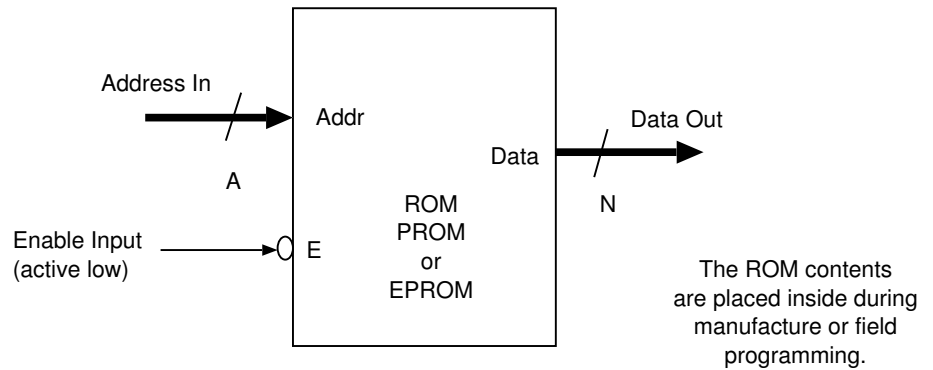 Address In
Addr
Data Out
Data
A
N
ROM
PROM
or
EPROM
Enable Input
(active low)
E
The ROM contents
are placed inside during
manufacture or field
programming.